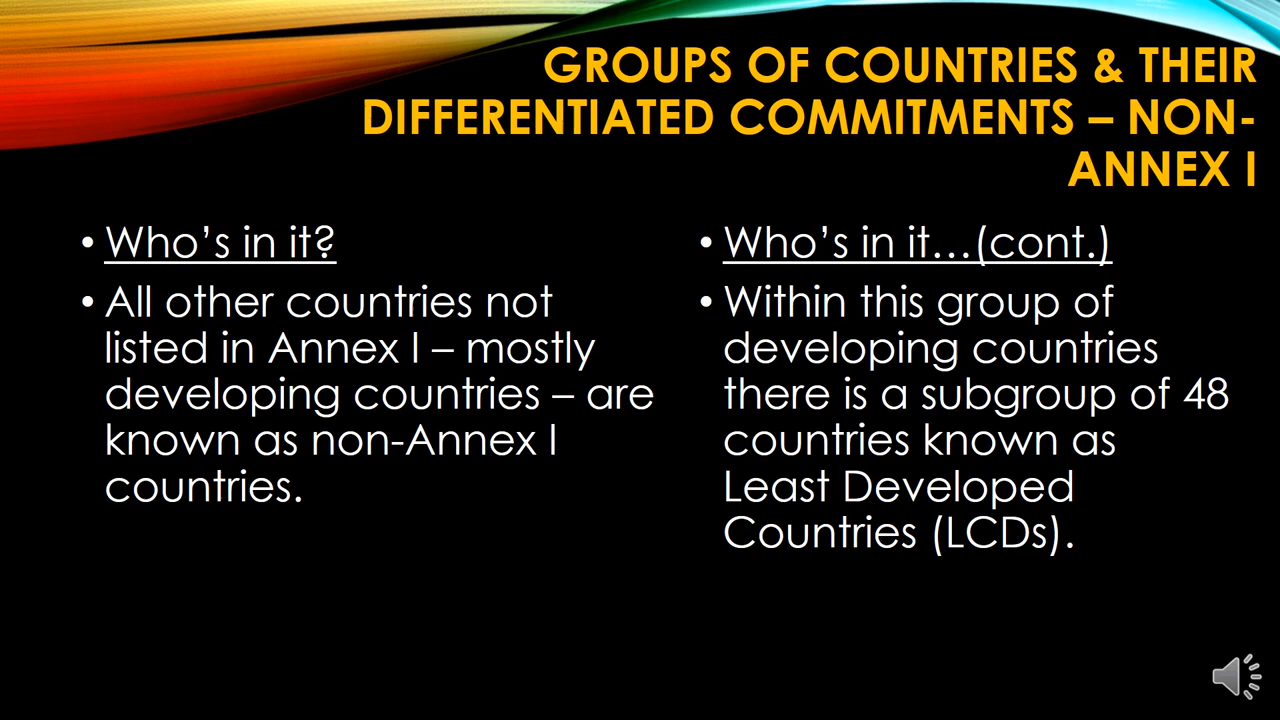 GROUPS OF COUNTRIES & THEIR
DIFFERENTIATED COMMITMENTS – NON-
ANNEX I
• Who’s in it?
• All other countries not
listed in Annex I – mostly
developing countries – are
known as non-Annex I
countries.
• Who’s in it…(cont.)
• Within this group of
developing countries
there is a subgroup of 48
countries known as
Least Developed
Countries (LCDs).